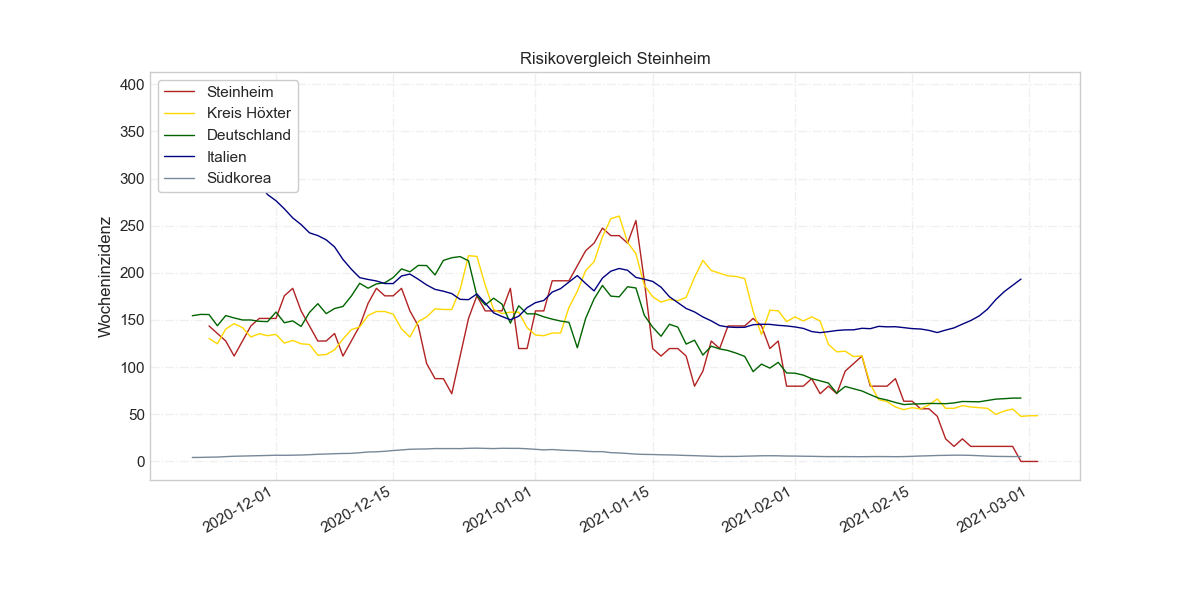 Risikovergleich Steinheim
Wocheninzidenz
400
350
300
250
200
150
100
50
0
Steinheim
Kreis Höxter
Deutschland
Italien
Südkorea
2020-12-01
2020-12-15
2021-01-01
2021-01-15
2021-02-01
2021-02-15
2021-03-01